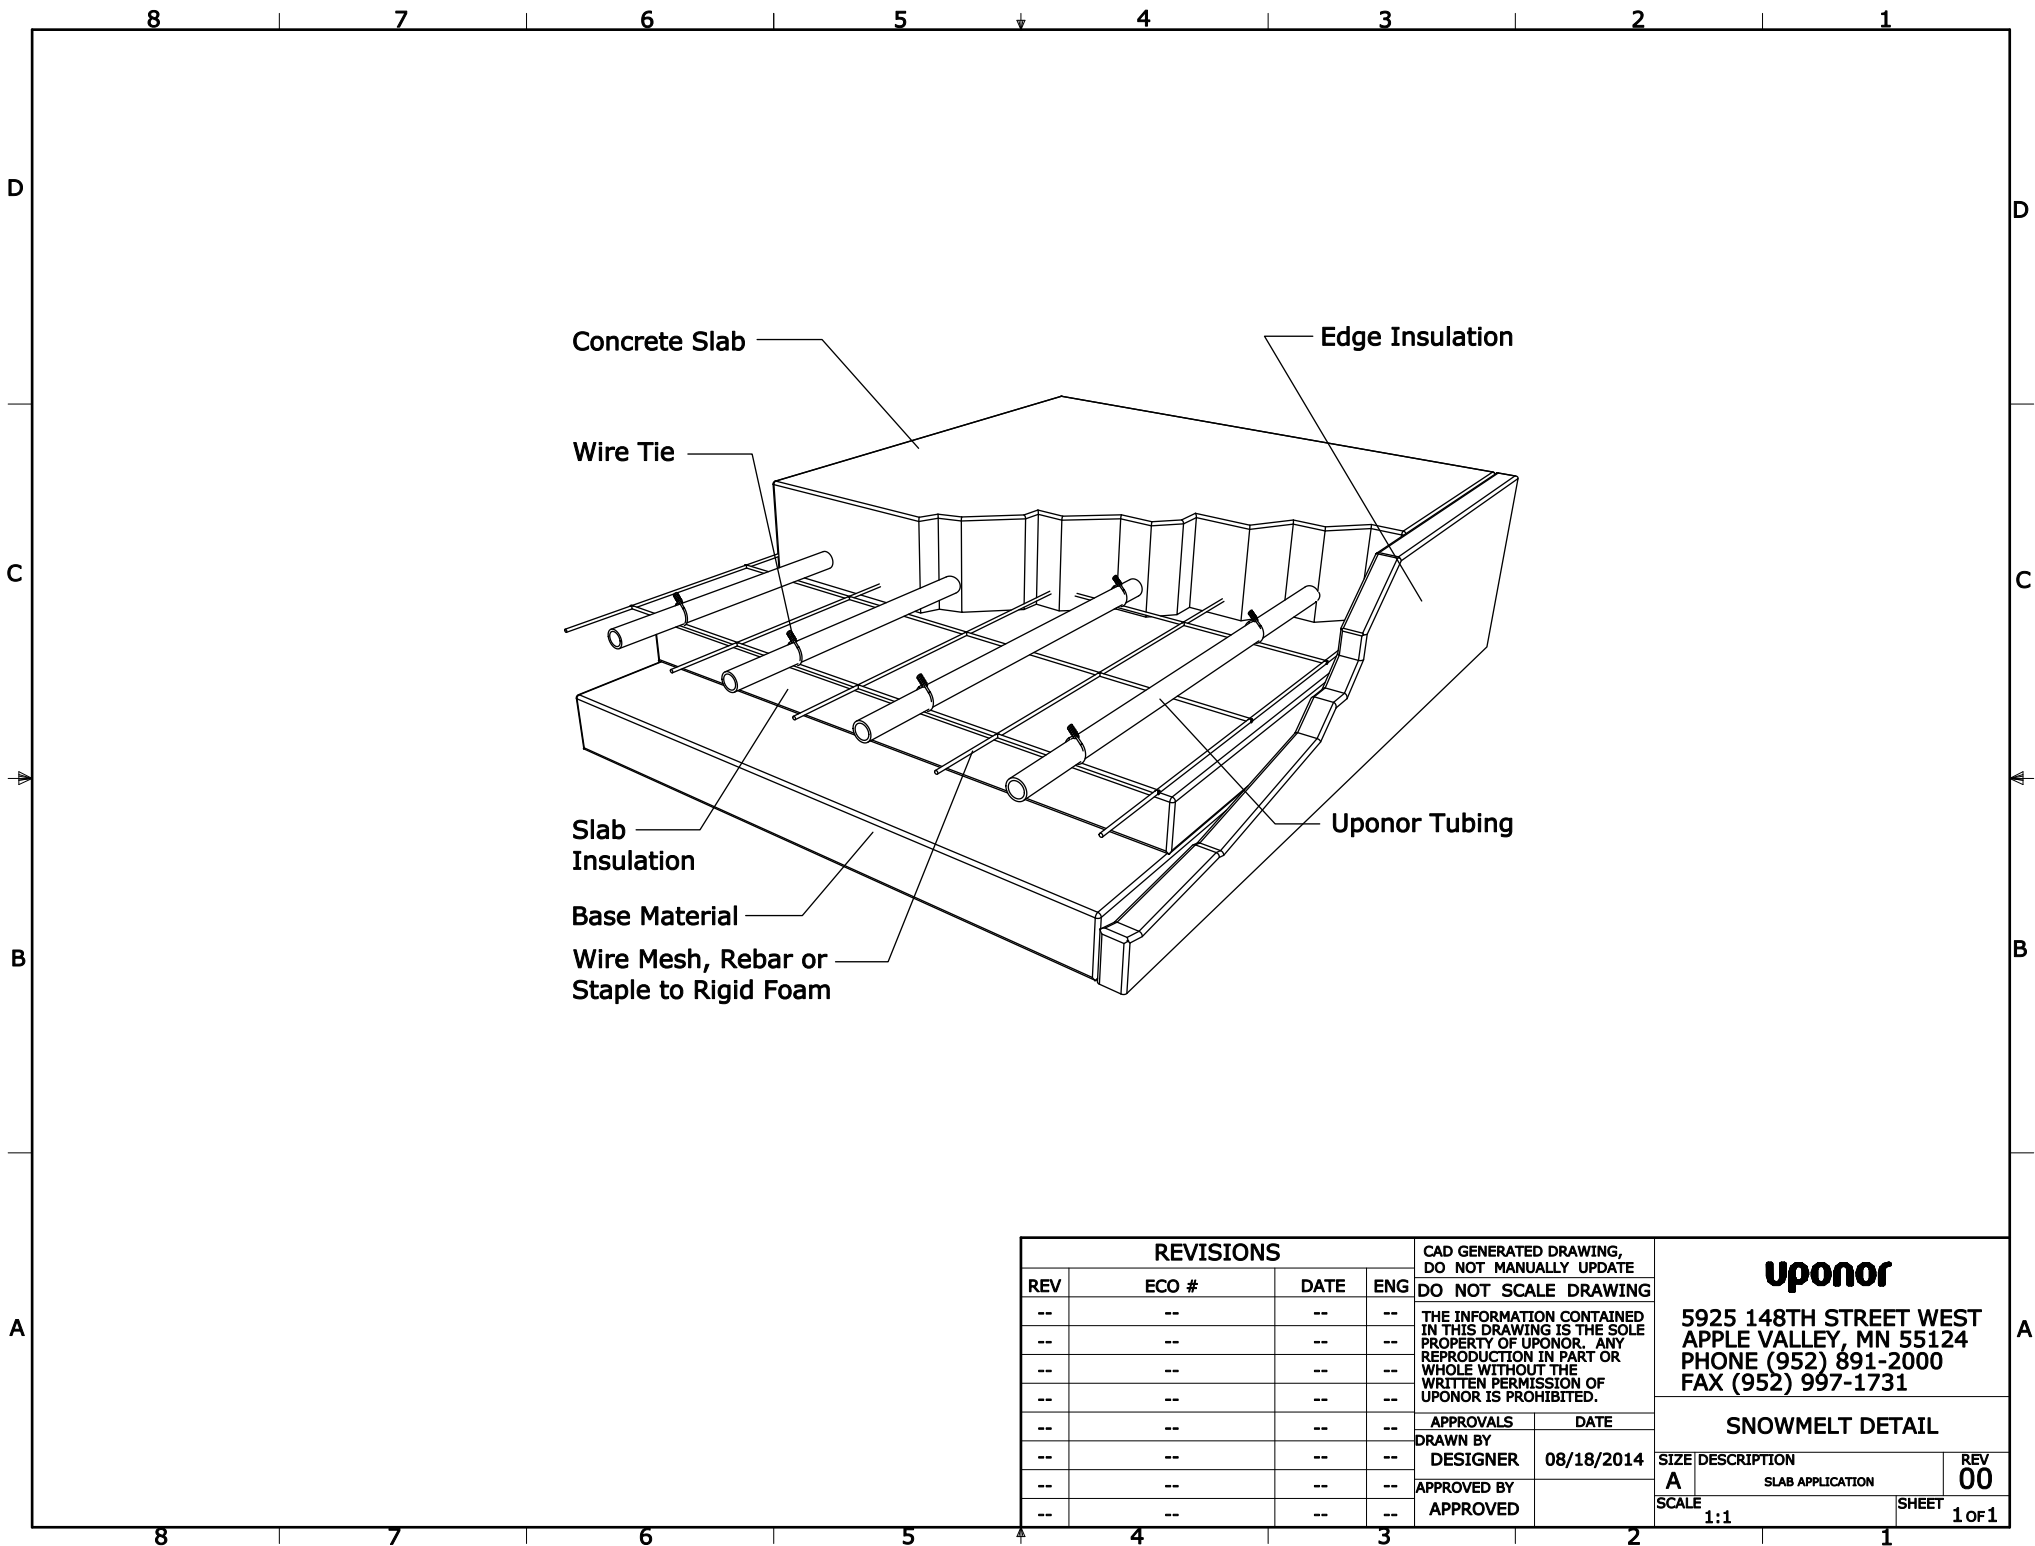 8 7 6 5 4 3 2 1
D D
Concrete Slab
Edge Insulation
Wire Tie
C C
Slab
Insulation
Uponor Tubing
Base Material
Wire Mesh, Rebar or
Staple to Rigid Foam
B B
A A
REVISIONS
REV ECO # DATE ENG
-- -- -- --
-- -- -- --
-- -- -- --
-- -- -- --
-- -- -- --
-- -- -- --
-- -- -- --
-- -- -- --
CAD GENERATED DRAWING,
DO NOT MANUALLY UPDATE
DO NOT SCALE DRAWING
THE INFORMATION CONTAINED
IN THIS DRAWING IS THE SOLE
PROPERTY OF UPONOR. ANY
REPRODUCTION IN PART OR
WHOLE WITHOUT THE
WRITTEN PERMISSION OF
UPONOR IS PROHIBITED.
APPROVALS DATE
DRAWN BY
DESIGNER 08/18/2014
APPROVED BY
APPROVED
uponor
5925 148TH STREET WEST
APPLE VALLEY, MN 55124
PHONE (952) 891-2000
FAX (952) 997-1731
SNOWMELT DETAIL
SIZE DESCRIPTION REV
A SLAB APPLICATION 00
SCALE 1:1 SHEET 1 OF 1
8 7 6 5 4 3 2 1